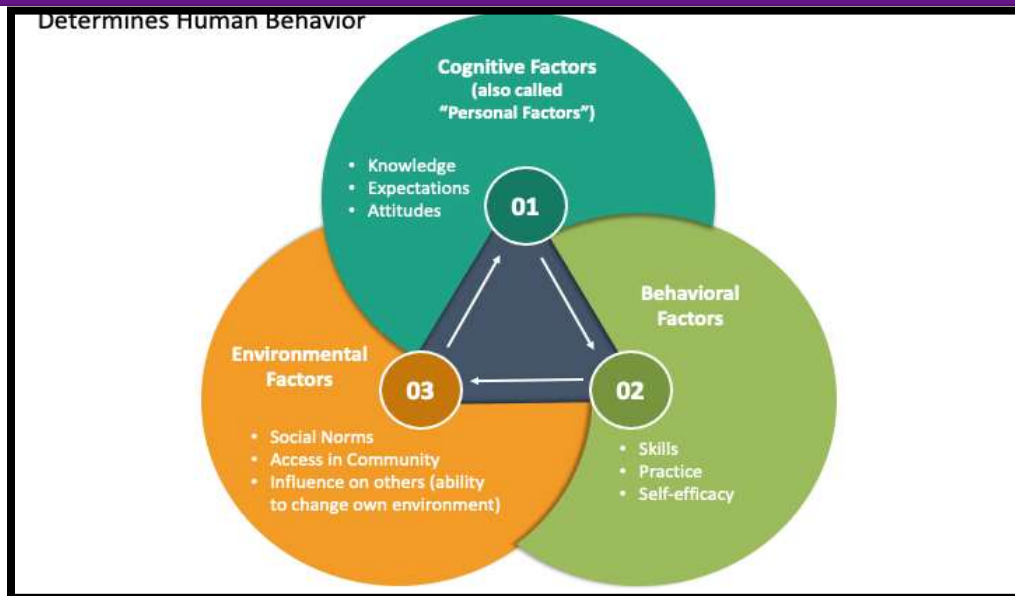 Determines Human Behavior
Cognitive Factors
(also called
"Personal Factors")
• Knowledge
• Expectations
• Attitudes
01
Behavioral
Factors
02
• Skills
• Practice
• Self-efficacy
Environmental
Factors
03
• Social Norms
• Access in Community
• Influence on others (ability
to change own environment)